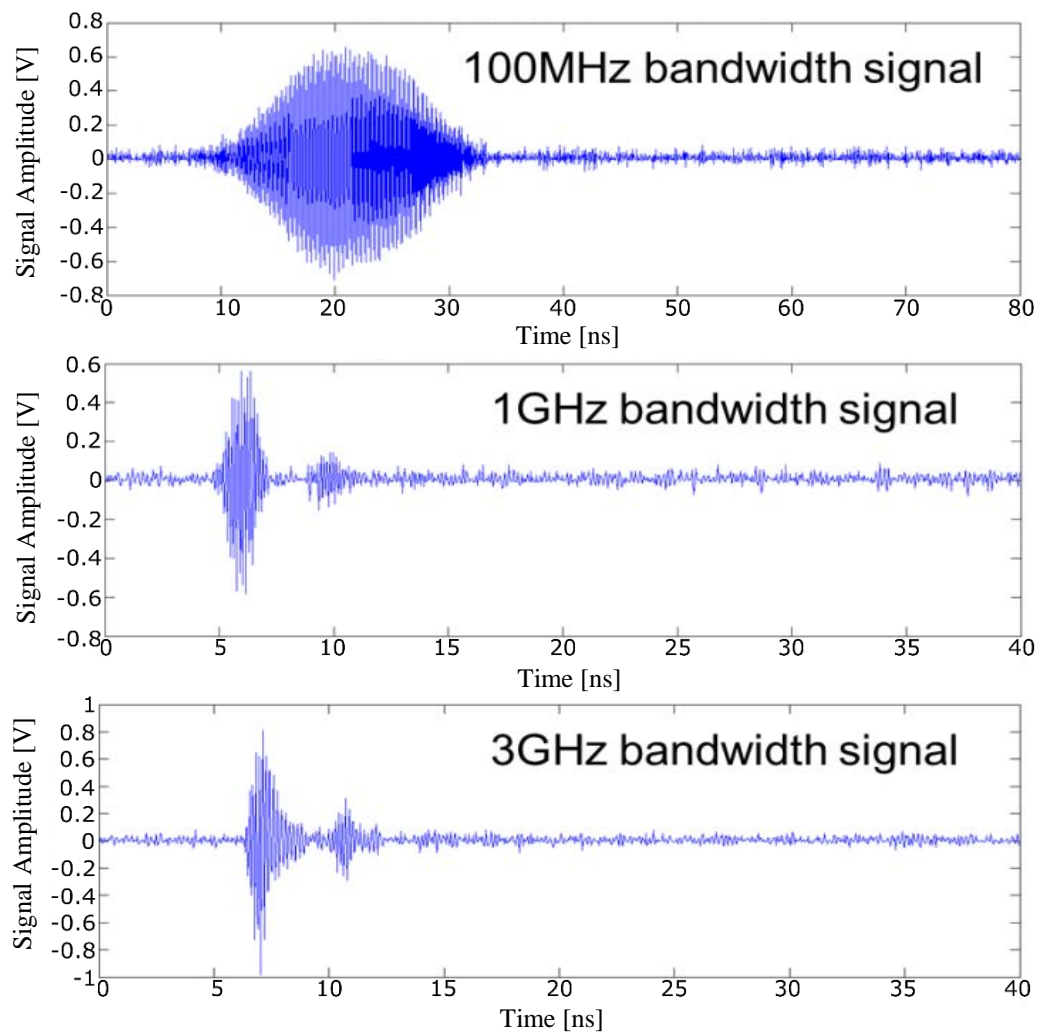 0.8
0.6
0.4
0.2
0
-0.2
-0.4
-0.6
-0.8
Signal Amplitude [V]
100MHz bandwidth signal
0 10 20 30 40 50 60 70 80
Time [ns]
0.6
0.4
0.2
0
-0.2
-0.4
-0.6
-0.8
Signal Amplitude [V]
1GHz bandwidth signal
0 5 10 15 20 25 30 35 40
Time [ns]
1
0.8
0.6
0.4
0.2
0
-0.2
-0.4
-0.6
-0.8
-1
Signal Amplitude [V]
3GHz bandwidth signal
0 5 10 15 20 25 30 35 40
Time [ns]